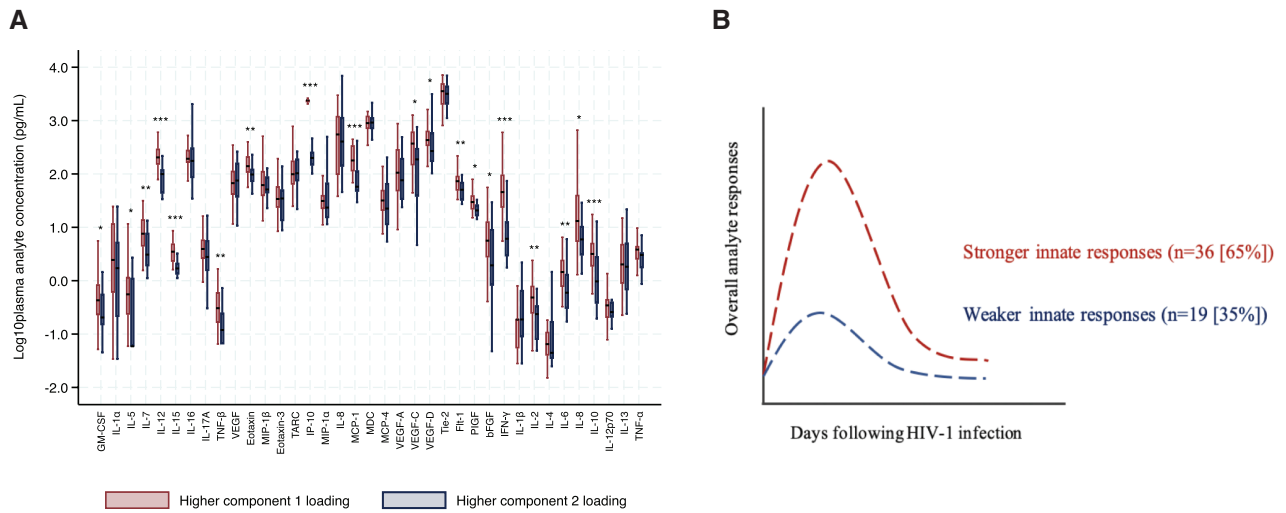 A
B
Log10plasma analyte concentration (pg/mL)
4.0
3.0
2.0
1.0
0.0
-1.0
-2.0
*
*
**
***
***
**
**
***
***
*
*
**
*
*
***
**
**
*
***
GM-CSF
IL-1α
IL-5
IL-7
IL-12
IL-15
IL-16
IL-17A
TNF-β
VEGF
Eotaxin
MIP-1β
Eotaxin-3
TARC
IP-10
MIP-1α
IL-8
MCP-1
MDC
MCP-4
VEGF-A
VEGF-C
VEGF-D
Tie-2
Flt-1
PlGF
bFGF
IFN-γ
IL-1β
IL-2
IL-4
IL-6
IL-8
IL-10
IL-12p70
IL-13
TNF-α
Higher component 1 loading
Higher component 2 loading
Overall analyte responses
Stronger innate responses (n=36 [65%])
Weaker innate responses (n=19 [35%])
Days following HIV-1 infection